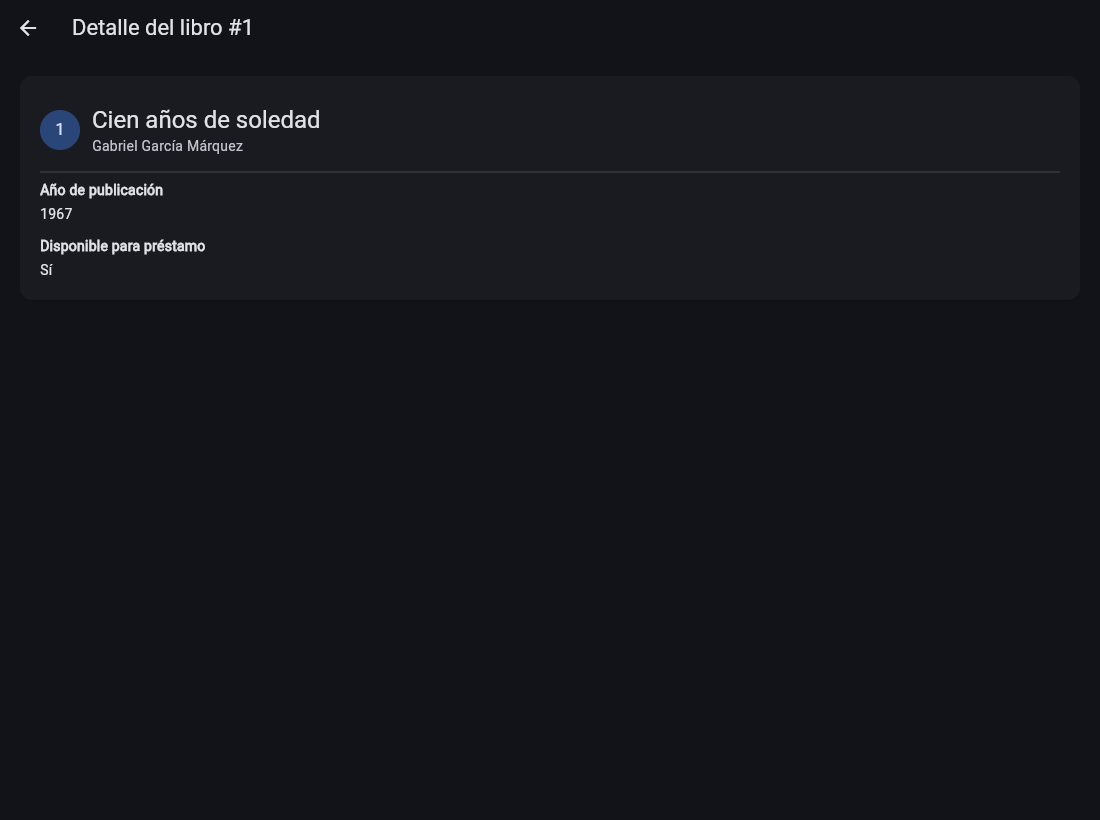 Detalle del libro #1
1
Cien años de soledad
Gabriel García Márquez
Año de publicación
1967
Disponible para préstamo
Sí